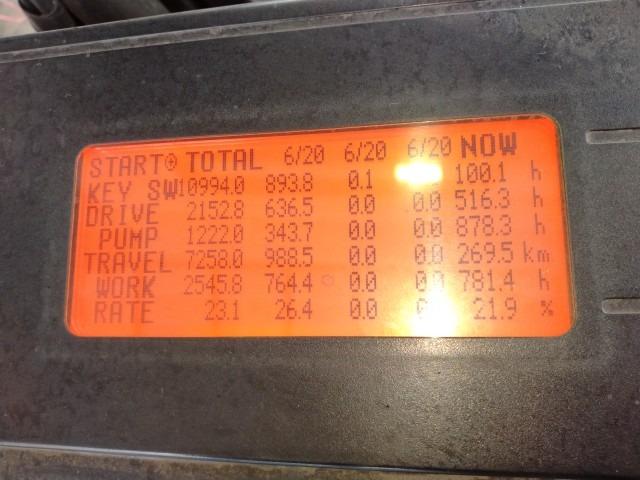 START⊕ TOTAL 6/20 6/20 6/20 NOW
KEY SW10994.0 893.8 0.1 100.1 h
DRIVE 2152.8 636.5 0.0 0.0 516.3 h
PUMP 1222.0 343.7 0.0 0.0 878.3 h
TRAVEL 7258.0 988.5 0.0 0.0 269.5 km
WORK 2545.8 764.4 0.0 0.0 781.4 h
RATE 23.1 26.4 0.0 21.9 %